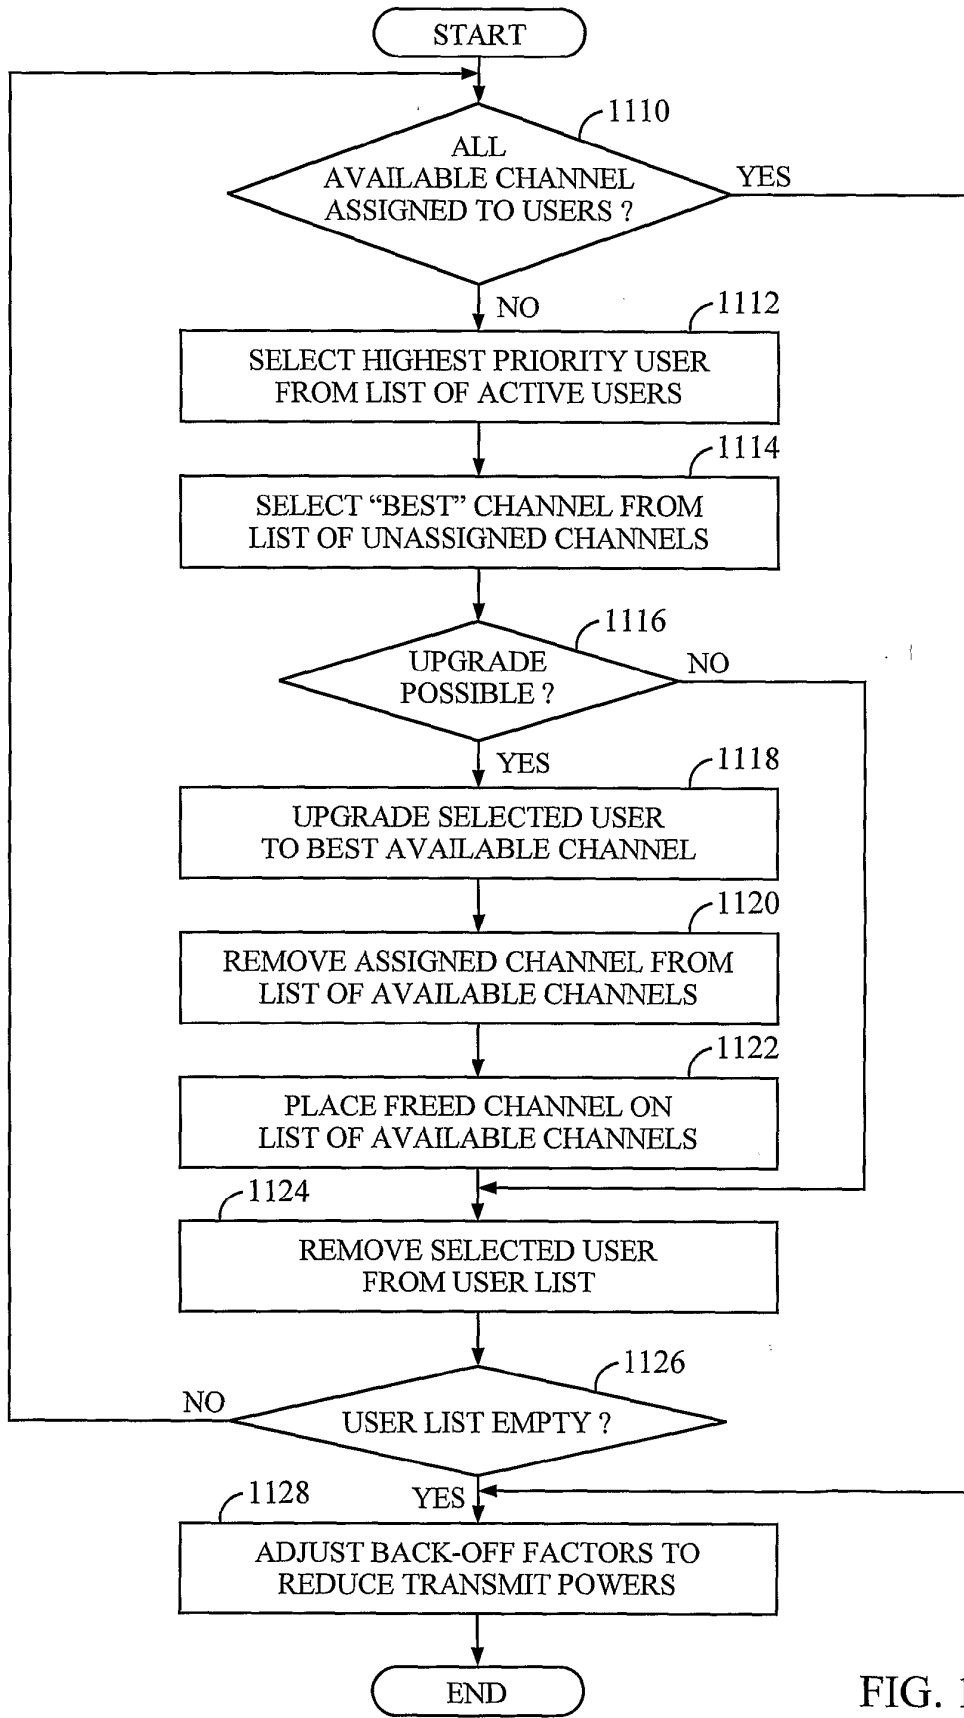 START
1110
ALL
AVAILABLE CHANNEL
ASSIGNED TO USERS ?
YES
NO
1112
SELECT HIGHEST PRIORITY USER
FROM LIST OF ACTIVE USERS
1114
SELECT “BEST” CHANNEL FROM
LIST OF UNASSIGNED CHANNELS
1116
UPGRADE
POSSIBLE ?
NO
YES
1118
UPGRADE SELECTED USER
TO BEST AVAILABLE CHANNEL
1120
REMOVE ASSIGNED CHANNEL FROM
LIST OF AVAILABLE CHANNELS
1122
PLACE FREED CHANNEL ON
LIST OF AVAILABLE CHANNELS
1124
REMOVE SELECTED USER
FROM USER LIST
1126
NO
USER LIST EMPTY ?
YES
1128
ADJUST BACK-OFF FACTORS TO
REDUCE TRANSMIT POWERS
END
FIG.